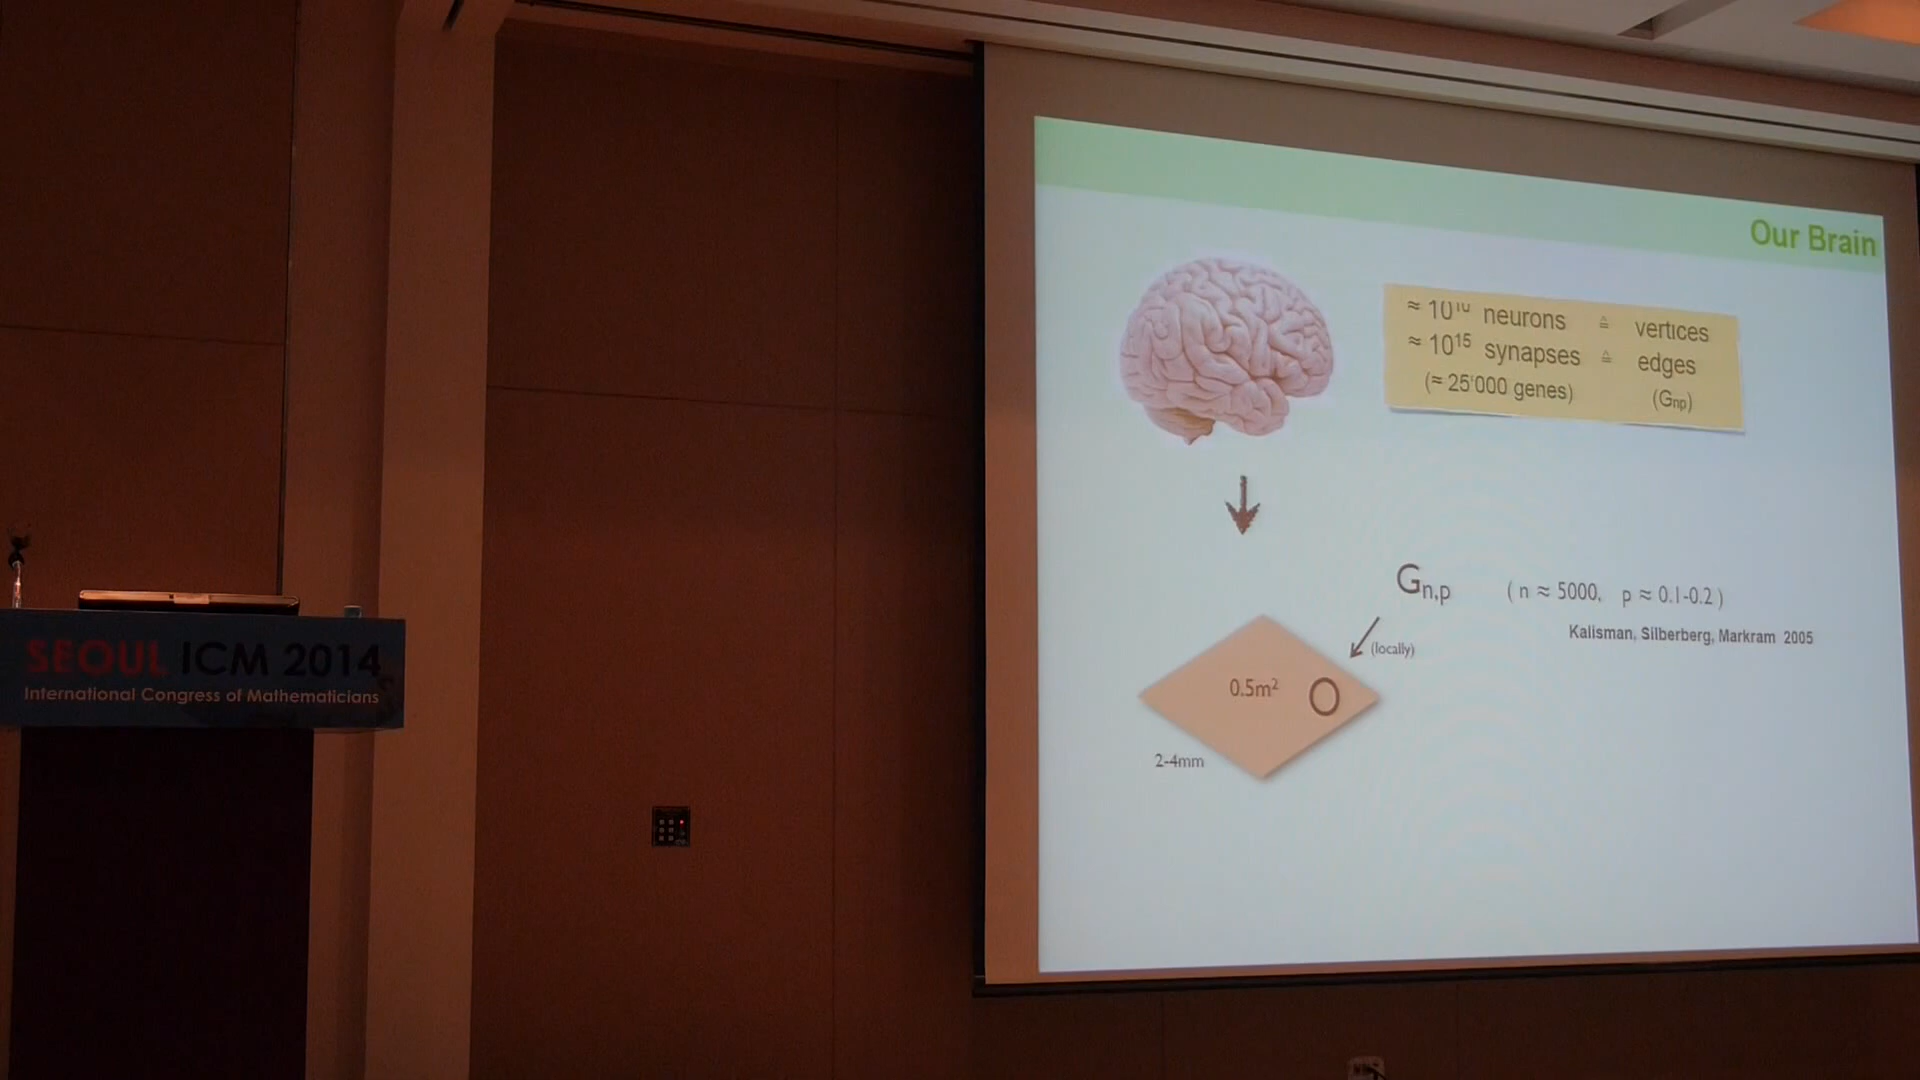 Our Brain
≈ 10¹⁰ neurons ≙ vertices
≈ 10¹⁵ synapses ≙ edges
(≈ 25'000 genes) (Gnp)
Gn,p ( n ≈ 5000, p ≈ 0.1-0.2 )
Kalisman, Silberberg, Markram 2005
(locally)
0.5m²
2-4mm
SEOUL ICM 2014
International Congress of Mathematicians